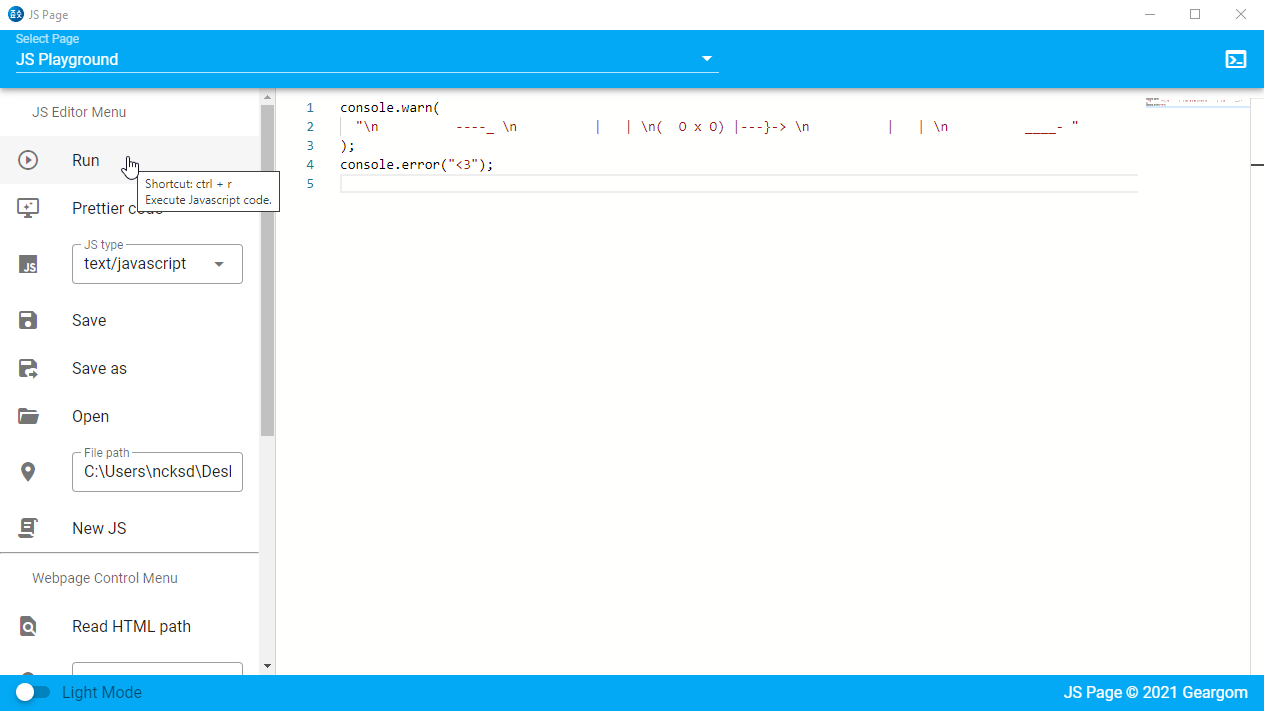 JS Page
Select Page
JS Playground
JS Editor Menu
Run
Shortcut: ctrl + r
Execute Javascript code.
Prettier code
JS type
JS
text/javascript
Save
Save as
Open
File path
C:\Users\ncksd\Desl
New JS
Webpage Control Menu
Read HTML path
1 console.warn(
2 "\n          ----_ \n          |   | \n(  O x O) |---}-> \n          |   | \n          ____- "
3 );
4 console.error("<3");
5
Light Mode
JS Page © 2021 Geargom